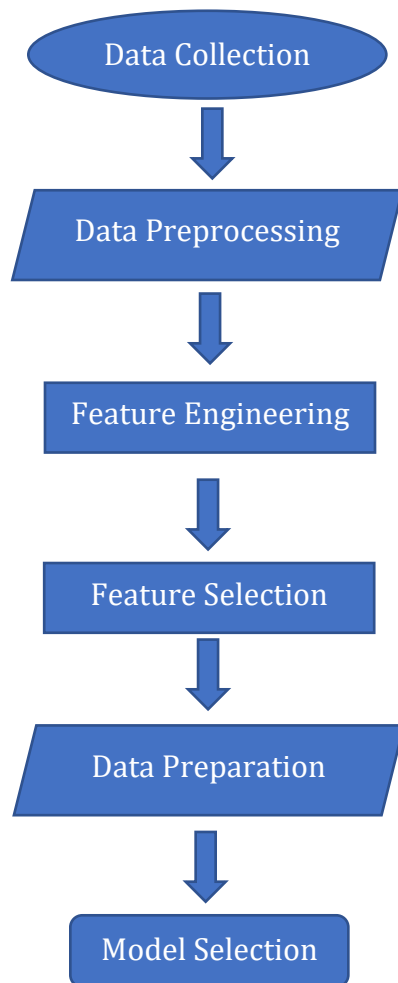 Data Collection
Data Preprocessing
Feature Engineering
Feature Selection
Data Preparation
Model Selection